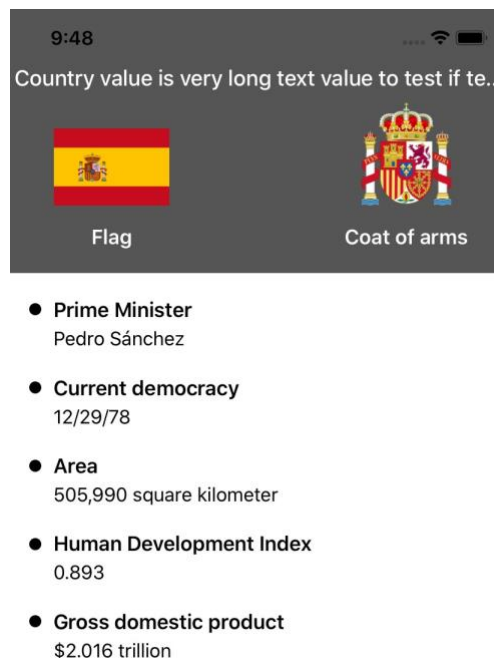 9:48
Country value is very long text value to test if te..
Flag
Coat of arms
Prime Minister
Pedro Sánchez
Current democracy
12/29/78
Area
505,990 square kilometer
Human Development Index
0.893
Gross domestic product
$2.016 trillion